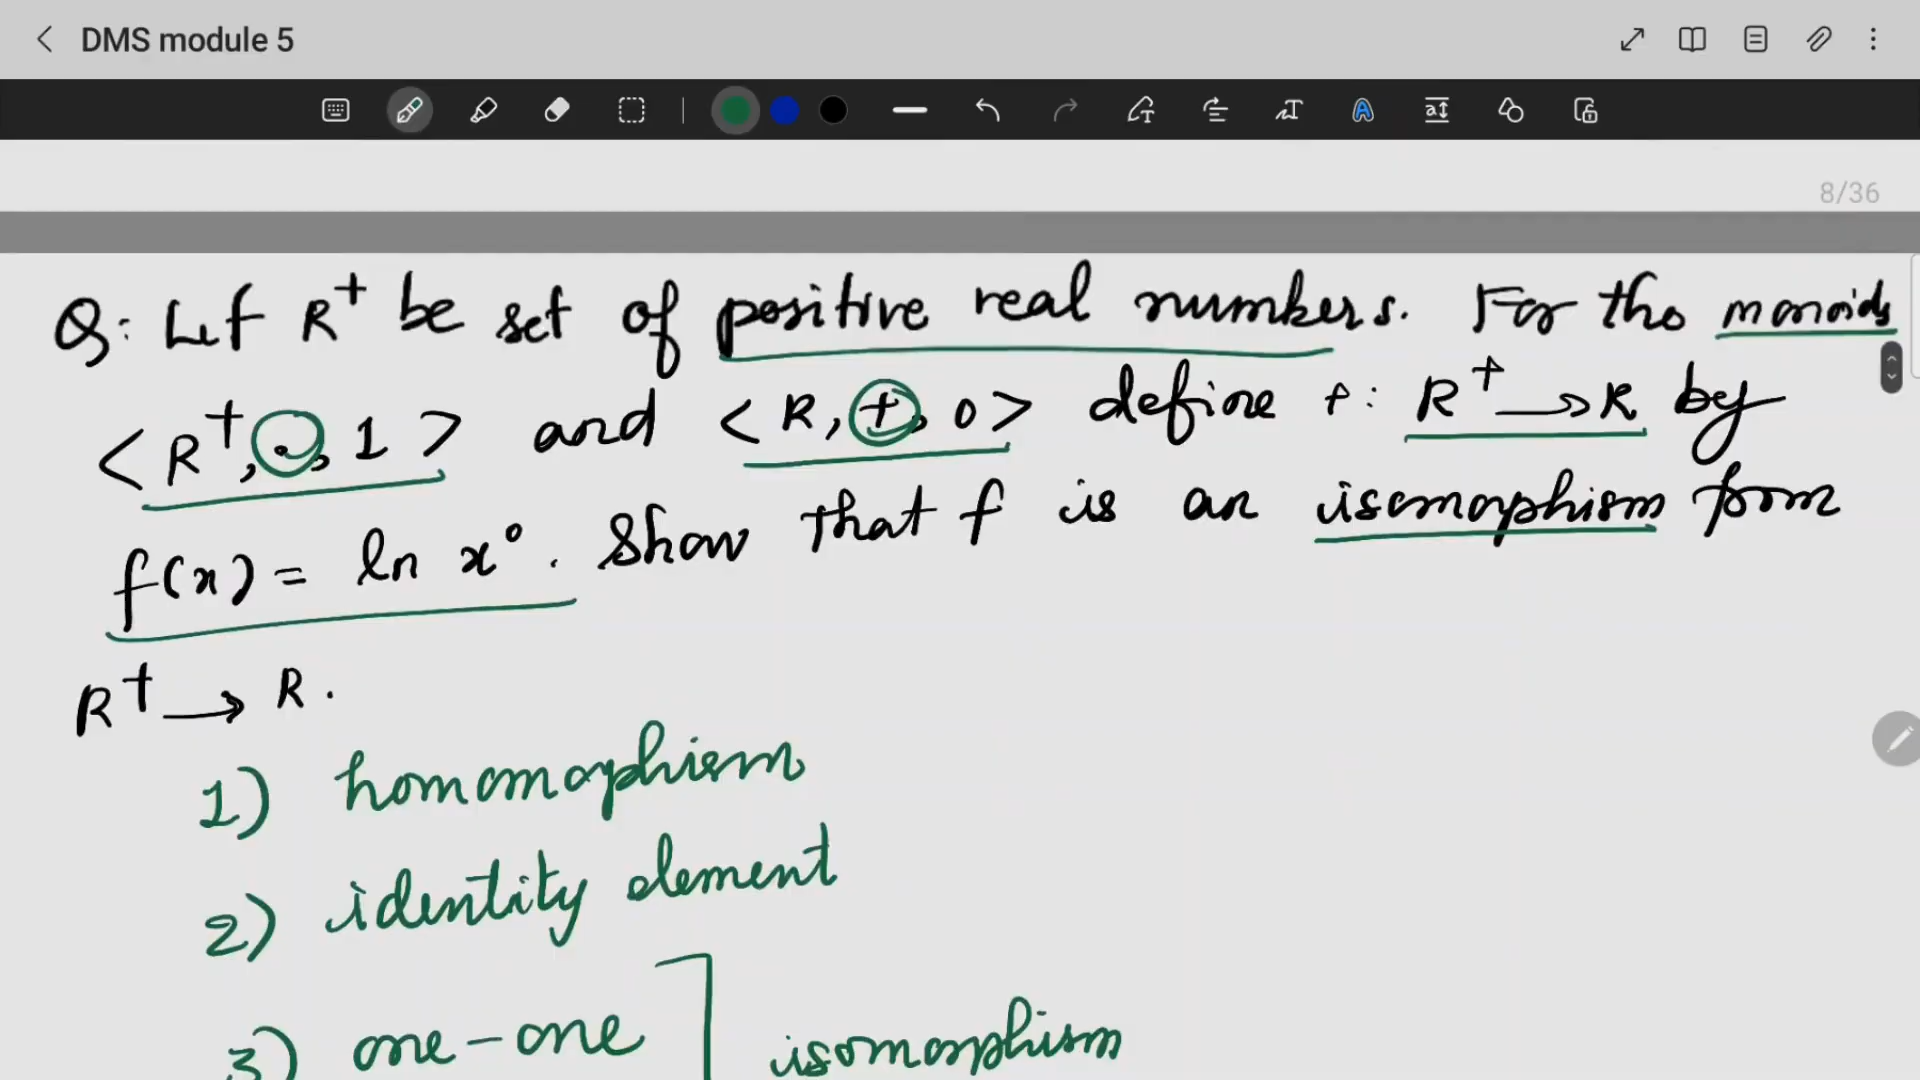 DMS module 5
8/36
Q: Let R⁺ be set of positive real numbers. For the monoids
< R⁺, ·, 1 > and < R, +, 0 > define f: R⁺ → R by
f(x) = ln x°. Show that f is an isomorphism from
R⁺ → R.
1) homomorphism
2) identity element
3) one-one ] isomorphism